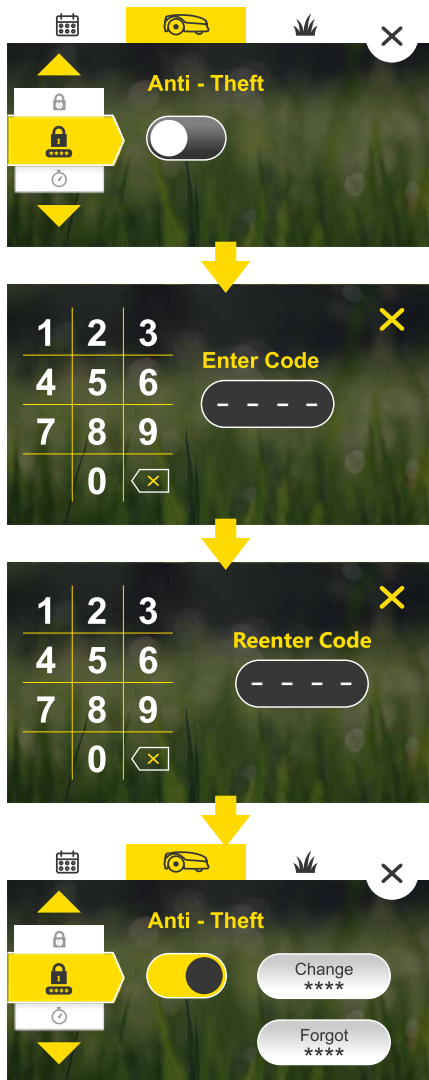 Anti - Theft
****
1 2 3
Enter Code
4 5 6
- - - -
7 8 9
0
1 2 3
Reenter Code
4 5 6
- - - -
7 8 9
0
Anti - Theft
Change
****
****
Forgot
****